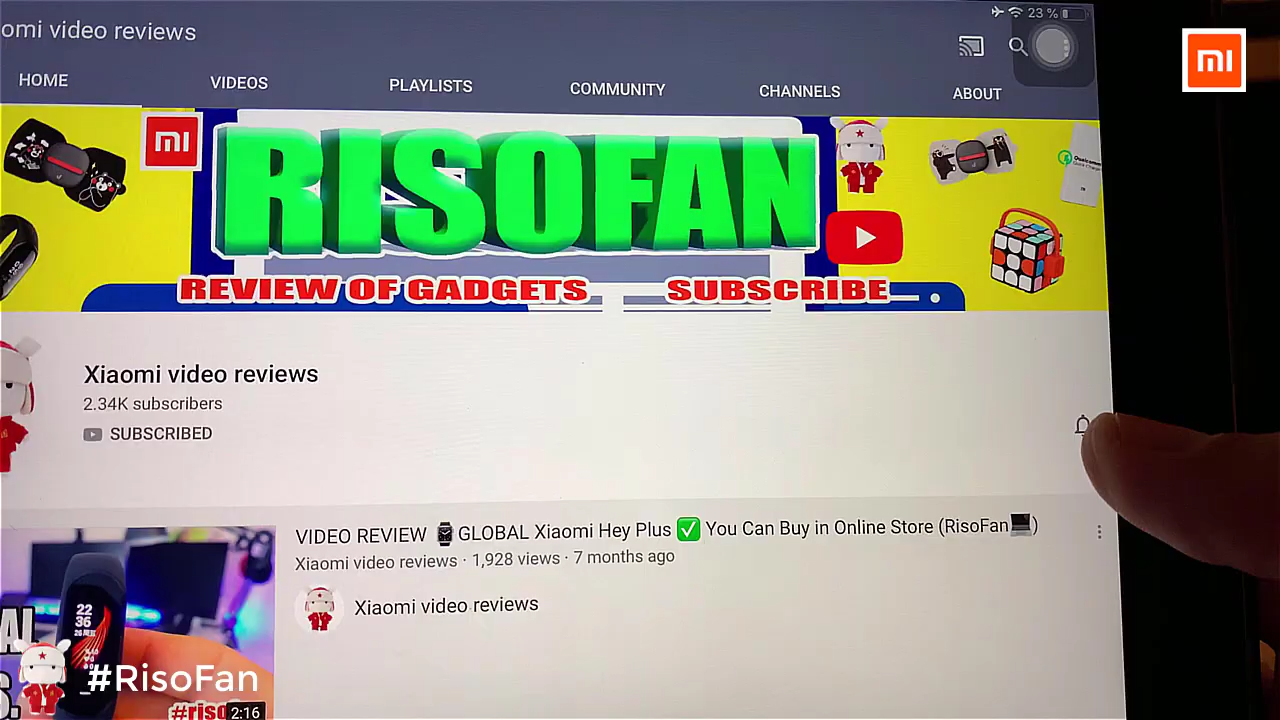 omi video reviews
23 %
HOME VIDEOS PLAYLISTS COMMUNITY CHANNELS ABOUT
RISOFAN
REVIEW OF GADGETS SUBSCRIBE
Xiaomi video reviews
2.34K subscribers
SUBSCRIBED
VIDEO REVIEW ⌚GLOBAL Xiaomi Hey Plus ✅ You Can Buy in Online Store (RisoFan💻)
Xiaomi video reviews · 1,928 views · 7 months ago
Xiaomi video reviews
22
36
#RisoFan
#riso
2:16